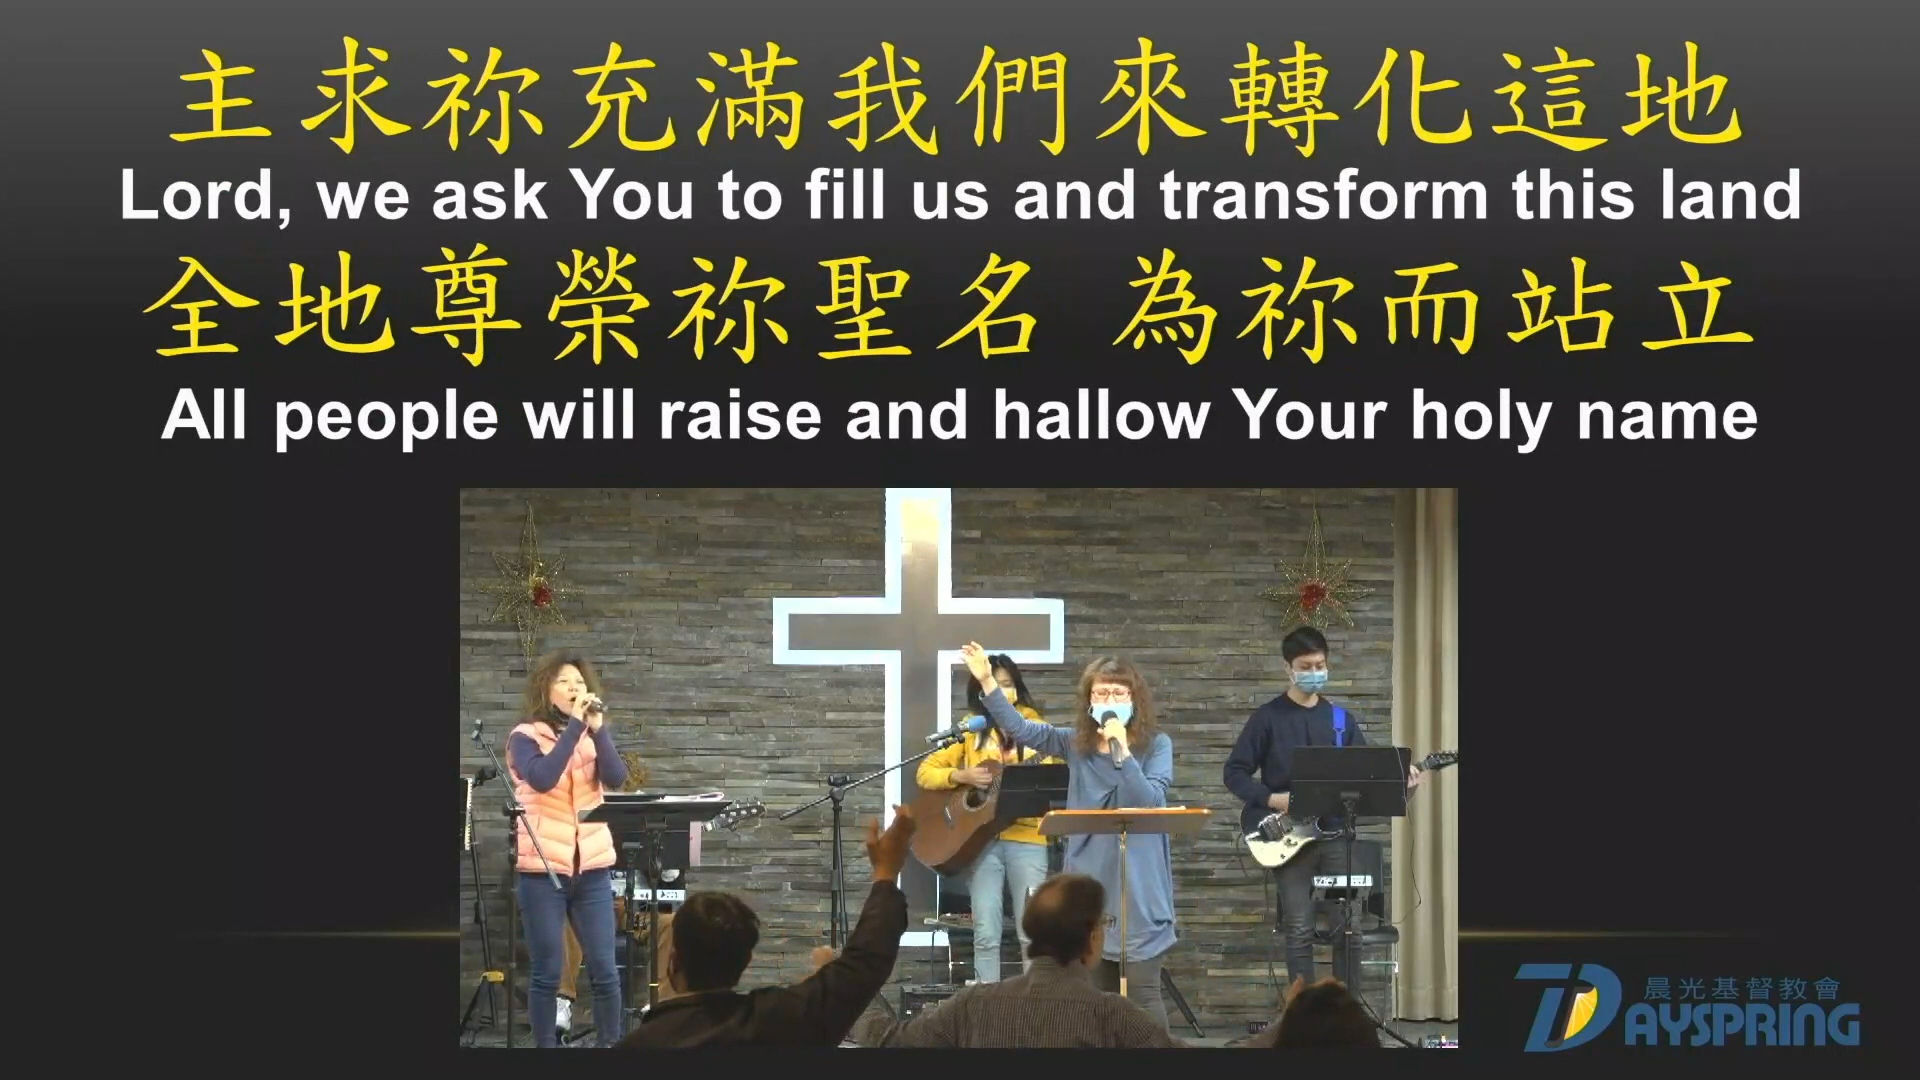 主求祢充滿我們來轉化這地
Lord, we ask You to fill us and transform this land
全地尊榮祢聖名 為祢而站立
All people will raise and hallow Your holy name
晨光基督教會
DAYSPRING